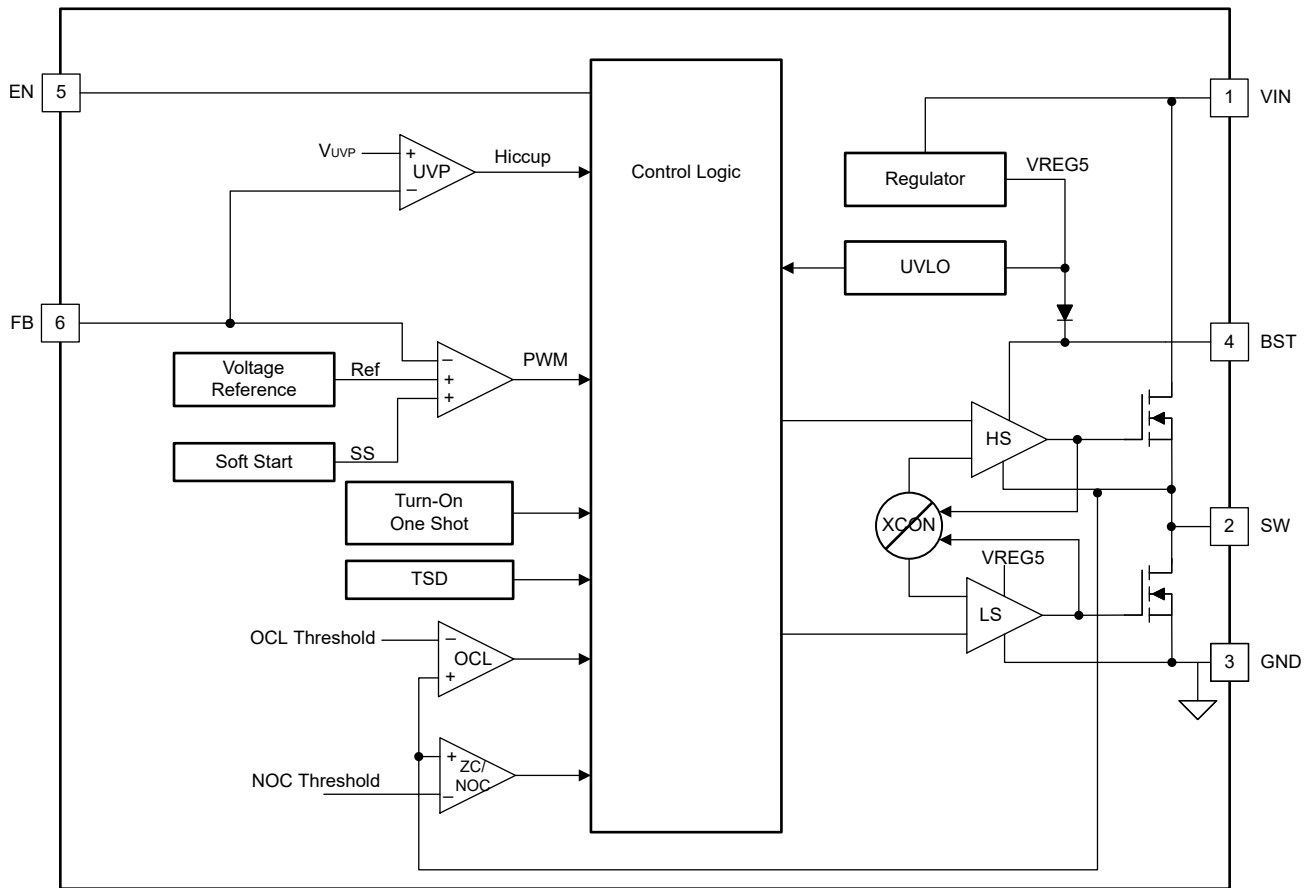 EN
5
1
VIN
VUVP
+
UVP
−
Hiccup
Control Logic
Regulator
VREG5
UVLO
FB
6
4
BST
Voltage
Reference
Ref
−
+
+
PWM
Soft Start
SS
HS
Turn-On
One Shot
XCON
2
SW
TSD
VREG5
LS
OCL Threshold
−
OCL
+
3
GND
NOC Threshold
+
ZC/
NOC
−